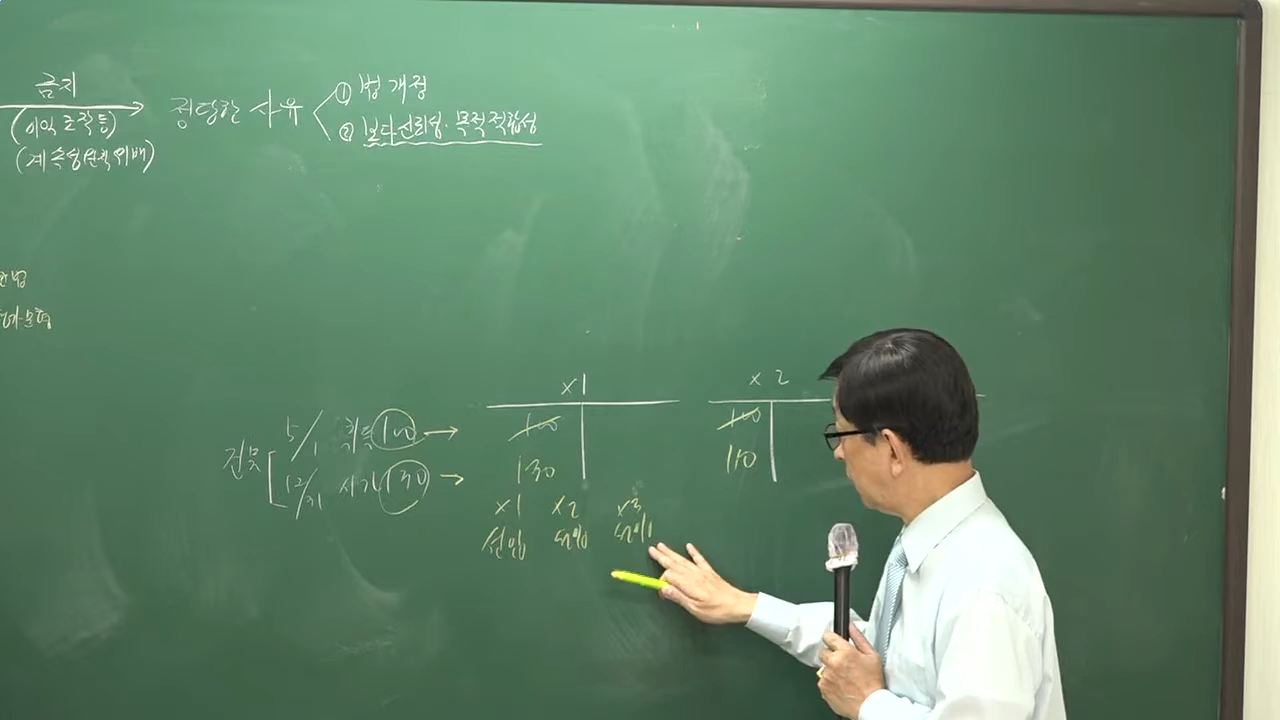 금지
(이익조작 등)
(계속성 원칙 위배)
정당한 사유
① 법 개정
② 보다 신뢰성·목적적합성
건물
5/1 취득 100
12/31 시가 130
x1
100
130
x2
100
110
x1 x2 x3
선입